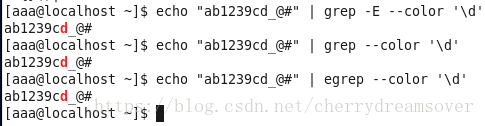 [aaa@localhost ~]$ echo "ab1239cd_@#" | grep -E --color '\d'
ab1239cd_@#
[aaa@localhost ~]$ echo "ab1239cd_@#" | grep --color '\d'
ab1239cd_@#
[aaa@localhost ~]$ echo "ab1239cd_@#" | egrep --color '\d'
ab1239cd_@#
[aaa@localhost ~]$
https://blog.csdn.net/cherrydreamsover